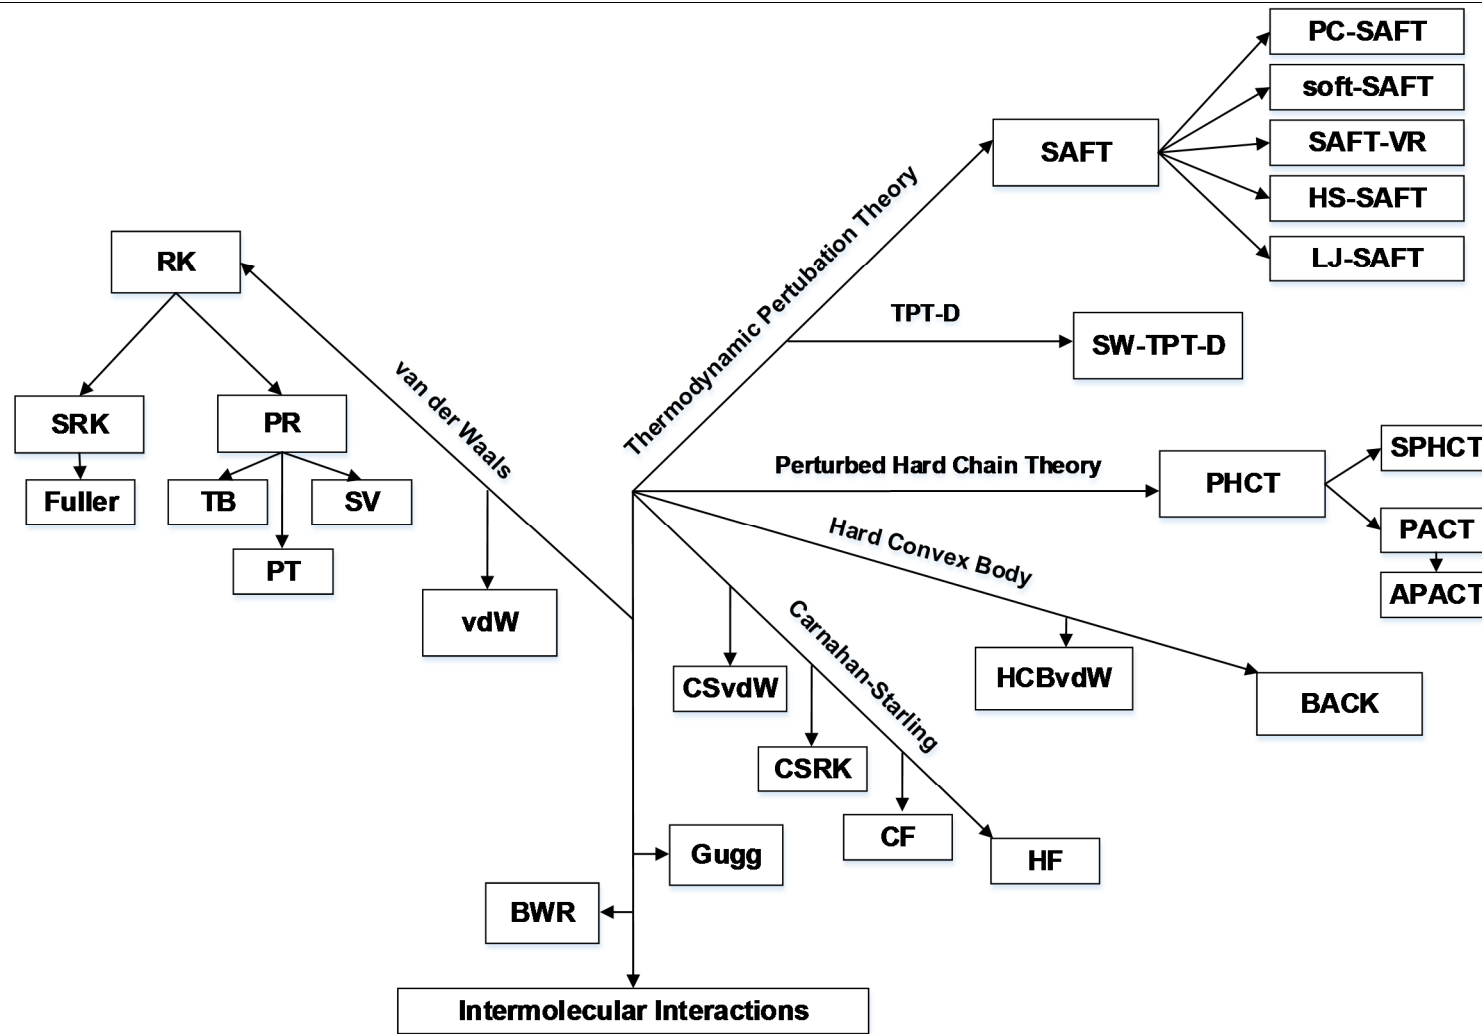 PC-SAFT
soft-SAFT
SAFT-VR
HS-SAFT
LJ-SAFT
SAFT
Thermodynamic Pertubation Theory
TPT-D
SW-TPT-D
RK
SRK
PR
Fuller
TB
SV
PT
van der Waals
vdW
Perturbed Hard Chain Theory
PHCT
SPHCT
PACT
APACT
Hard Convex Body
HCBvdW
BACK
Carnahan-Starling
CSvdW
CSRK
CF
HF
Gugg
BWR
Intermolecular Interactions